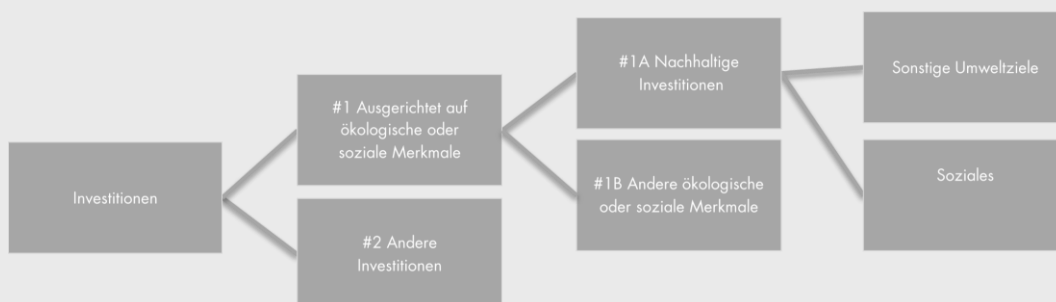 Investitionen
#1 Ausgerichtet auf
ökologische oder
soziale Merkmale
#2 Andere
Investitionen
#1A Nachhaltige
Investitionen
#1B Andere ökologische
oder soziale Merkmale
Sonstige Umweltziele
Soziales